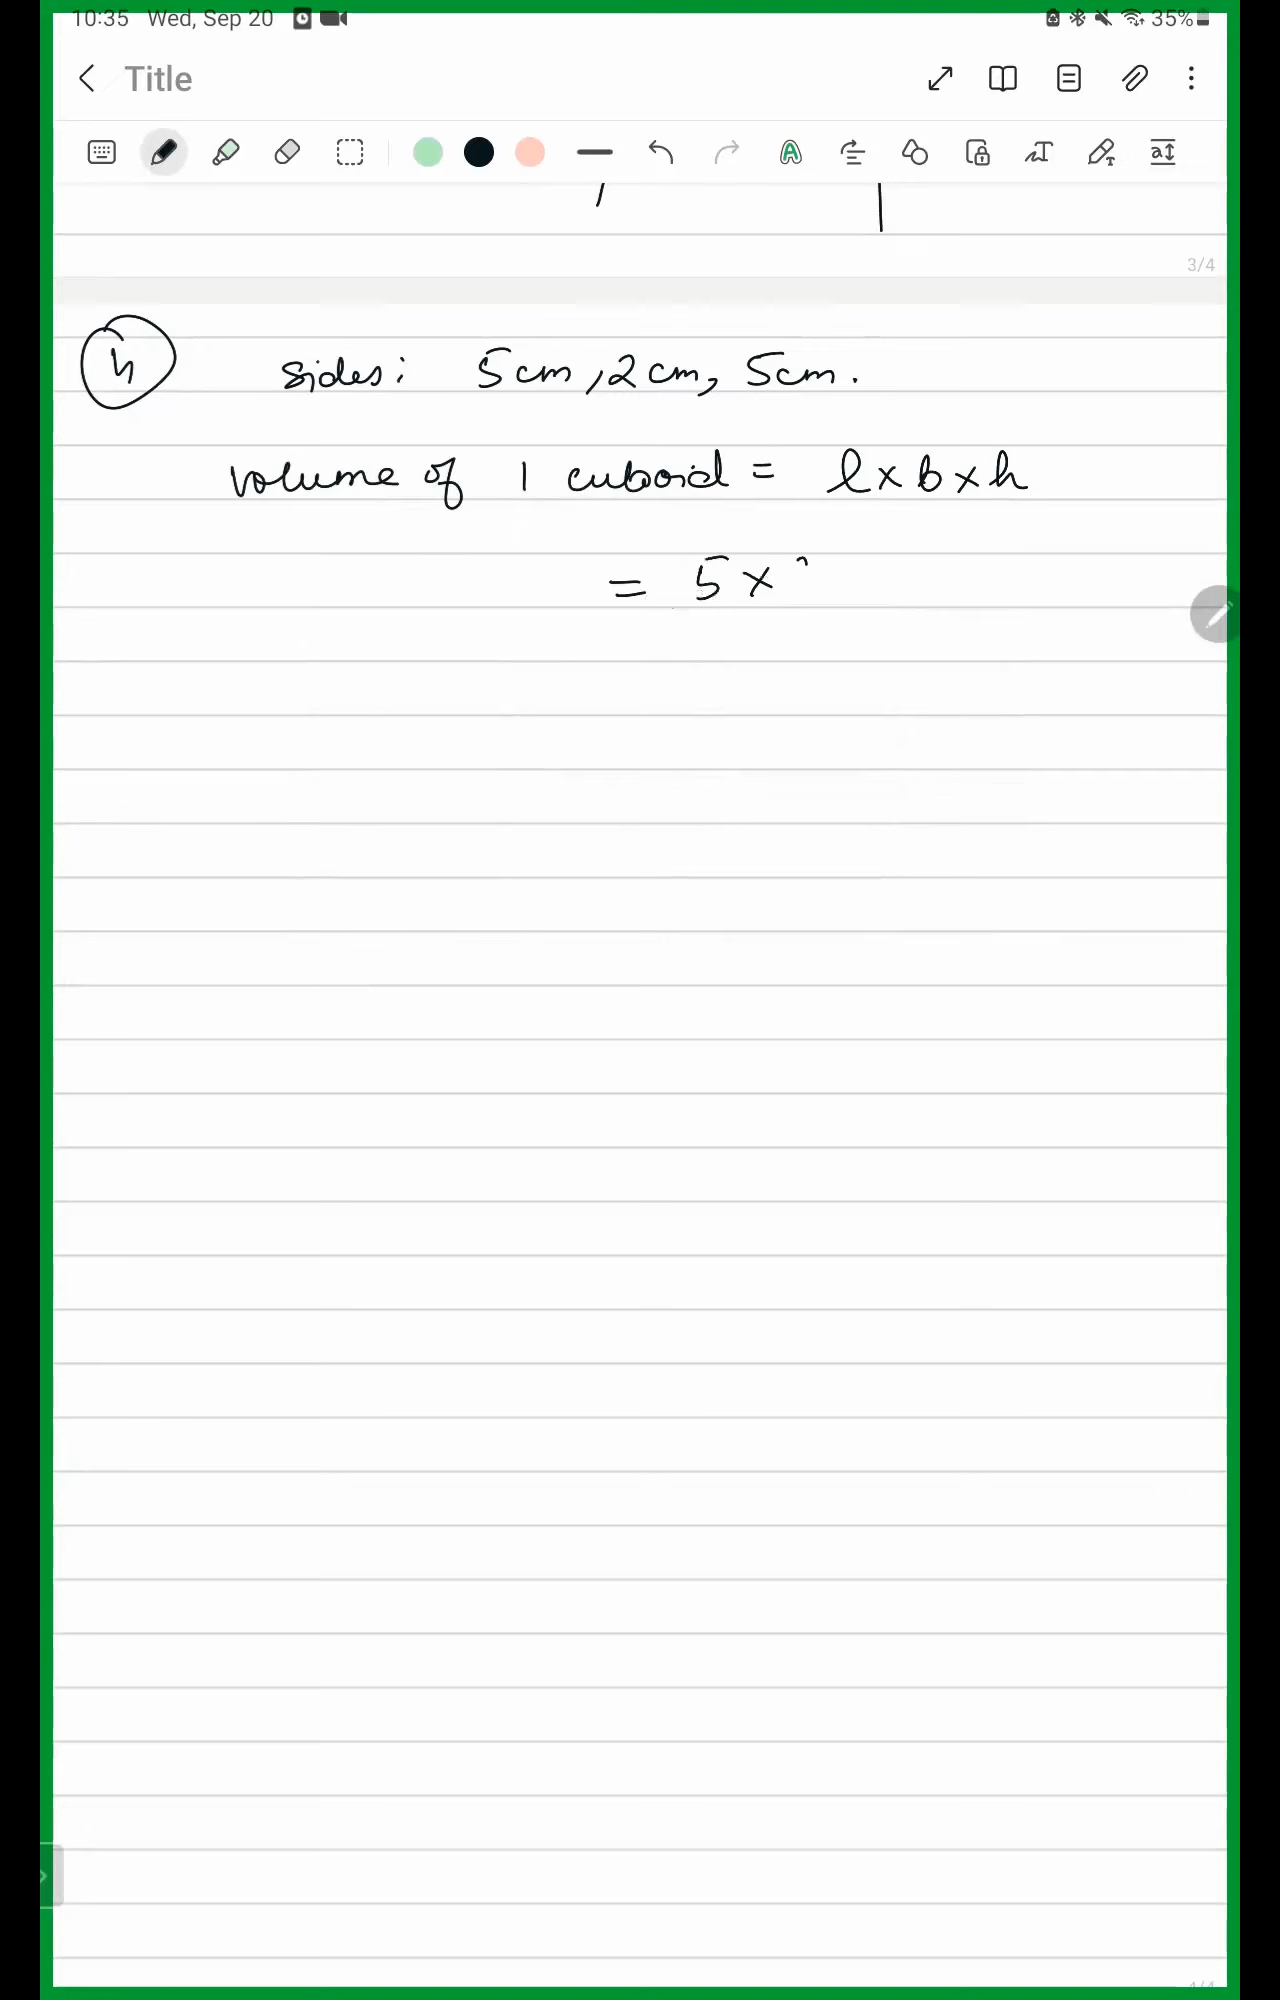 10:35 Wed, Sep 20 35%
Title
3/4
4 sides: 5cm, 2cm, 5cm.
volume of 1 cuboid = l×b×h
= 5×